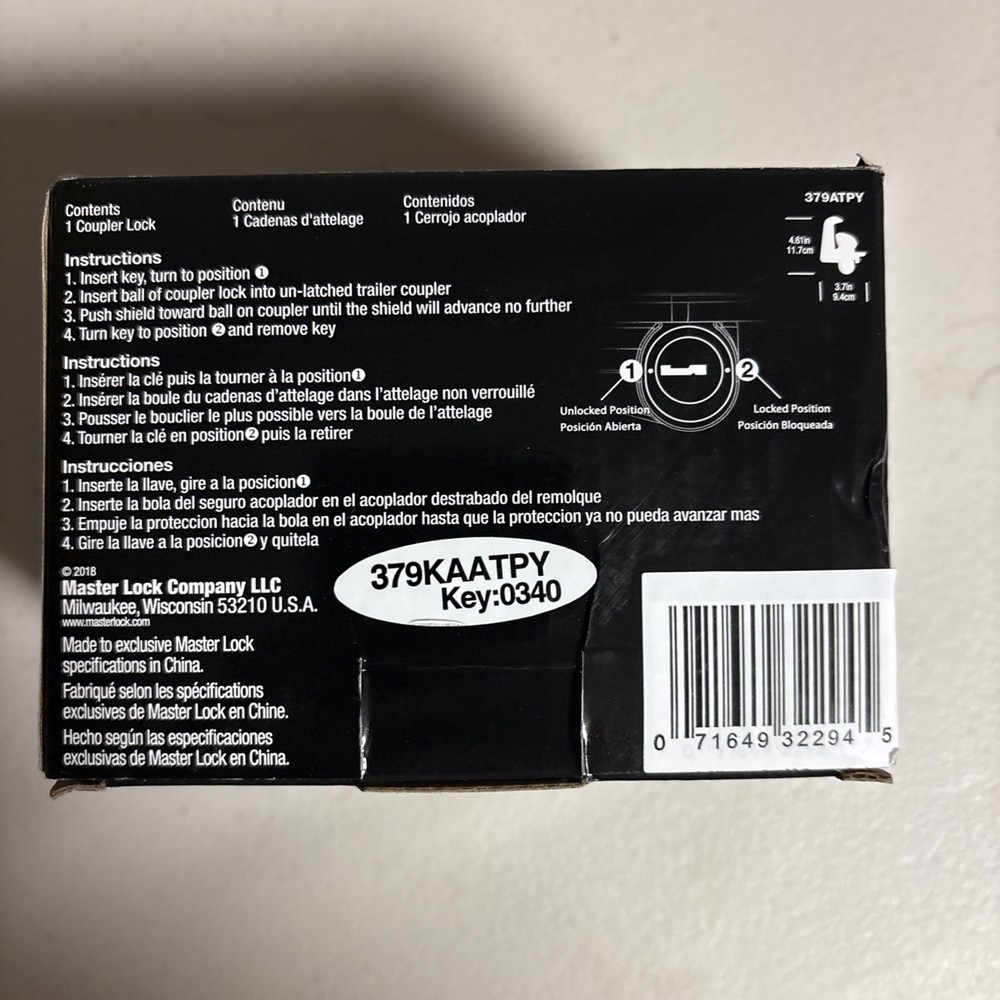 Contents
1 Coupler Lock
Contenu
1 Cadenas d'attelage
Contenidos
1 Cerrojo acoplador
379ATPY
4.61in
11.7cm
3.7in
9.4cm
Instructions
1. Insert key, turn to position ❶
2. Insert ball of coupler lock into un-latched trailer coupler
3. Push shield toward ball on coupler until the shield will advance no further
4. Turn key to position ❷ and remove key
Instructions
1. Insérer la clé puis la tourner à la position❶
2. Insérer la boule du cadenas d'attelage dans l'attelage non verrouillé
3. Pousser le bouclier le plus possible vers la boule de l'attelage
4. Tourner la clé en position❷ puis la retirer
1
2
Unlocked Position
Posición Abierta
Locked Position
Posición Bloqueada
Instrucciones
1. Inserte la llave, gire a la posicion❶
2. Inserte la bola del seguro acoplador en el acoplador destrabado del remolque
3. Empuje la proteccion hacia la bola en el acoplador hasta que la proteccion ya no pueda avanzar mas
4. Gire la llave a la posicion❷ y quitela
© 2018
Master Lock Company LLC
Milwaukee, Wisconsin 53210 U.S.A.
www.masterlock.com
379KAATPY
Key:0340
Made to exclusive Master Lock
specifications in China.
Fabriqué selon les spécifications
exclusives de Master Lock en Chine.
Hecho según las especificaciones
exclusivas de Master Lock en China.
0 71649 32294 5